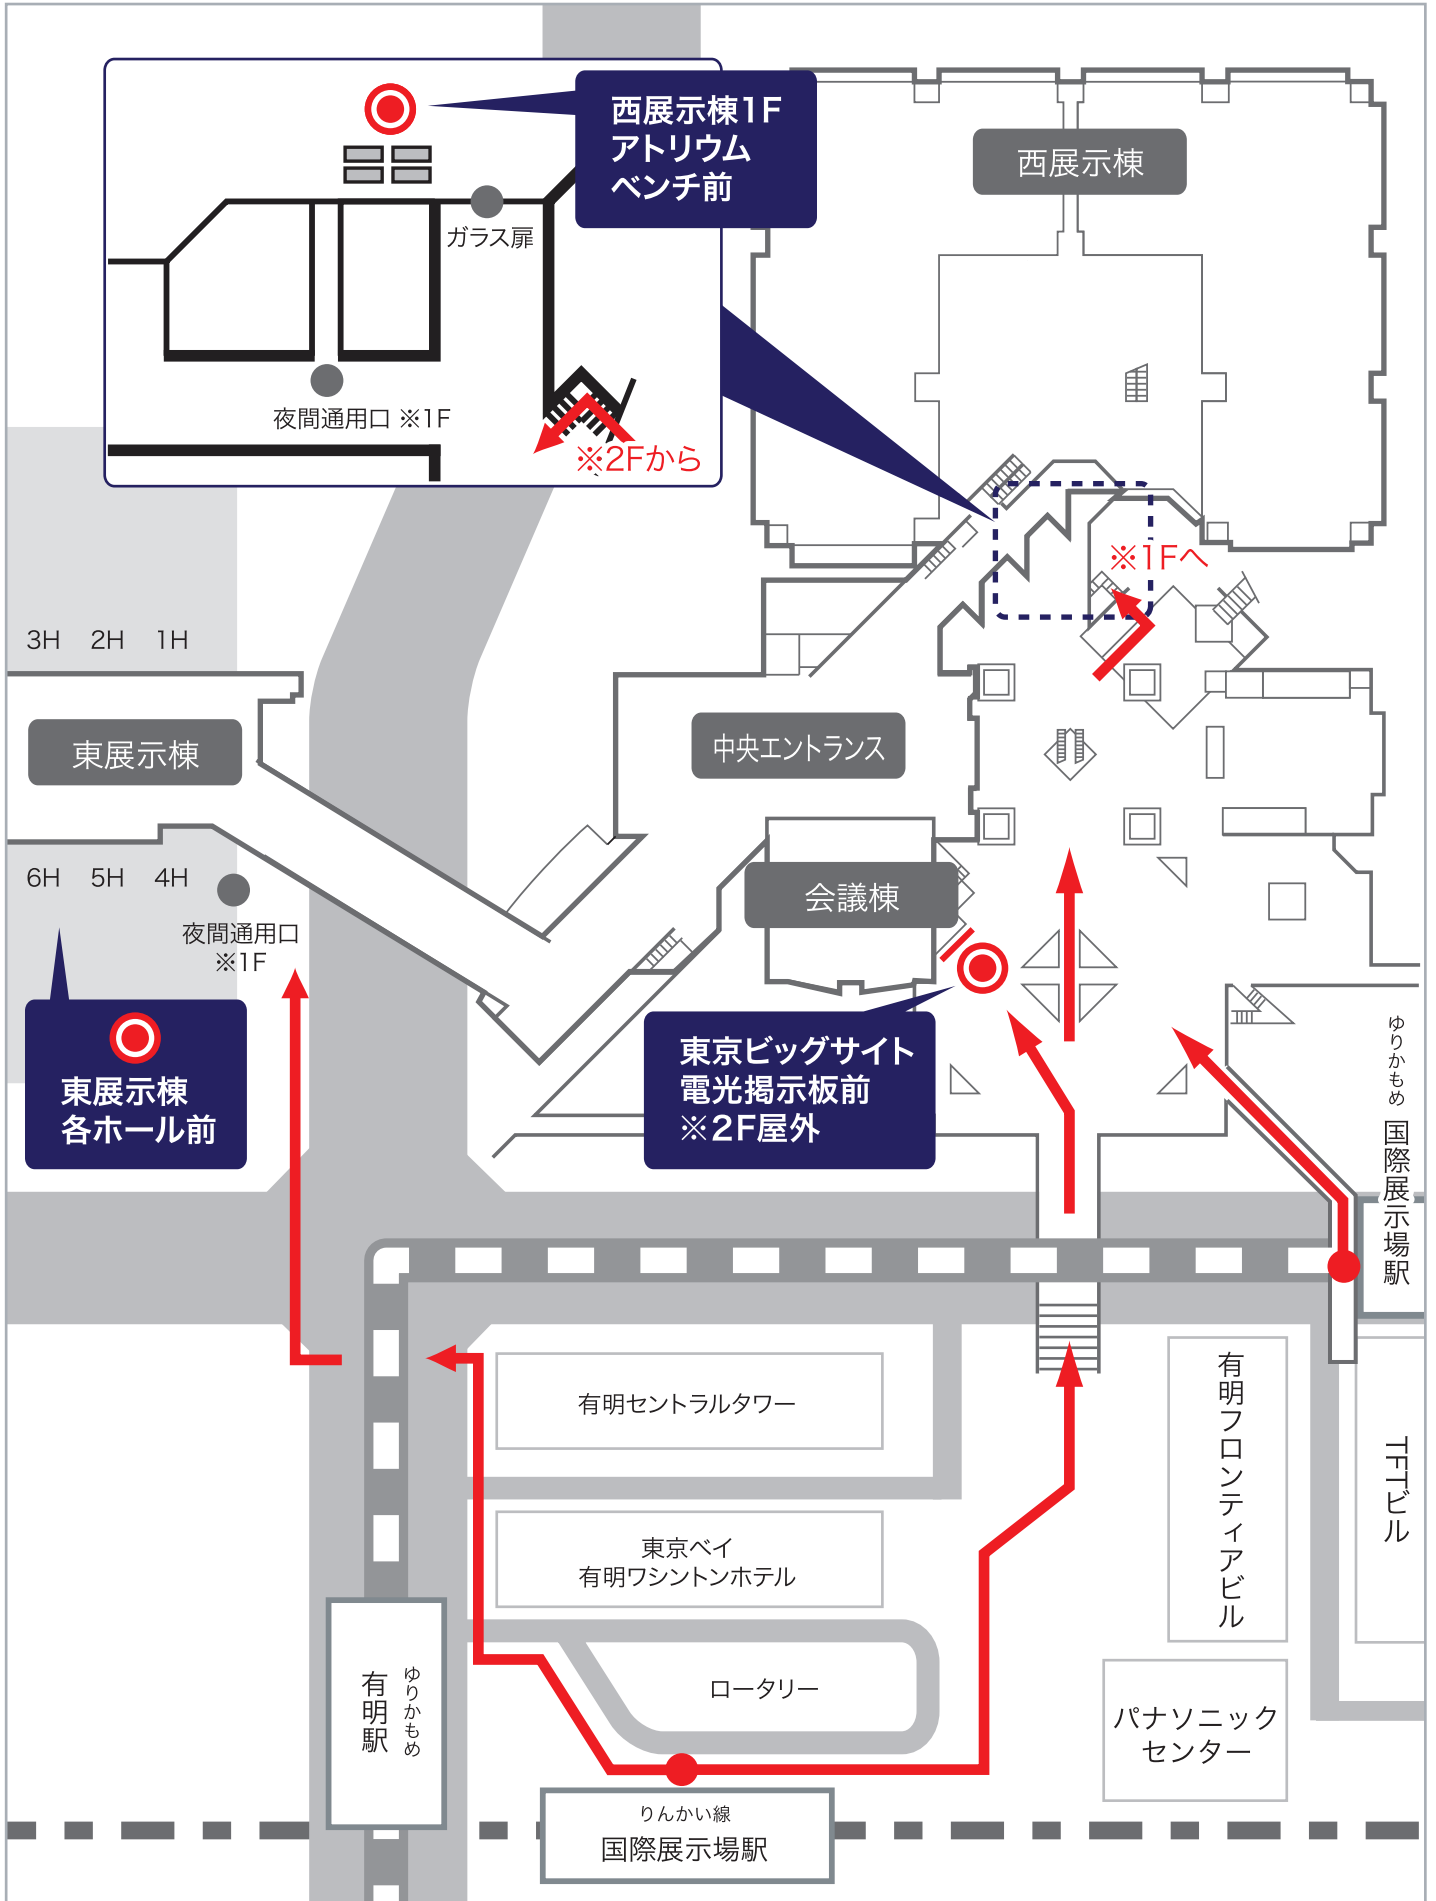 西展示棟1F
アトリウム
ベンチ前
ガラス扉
夜間通用口 ※1F
※2Fから
西展示棟
※1Fへ
3H 2H 1H
東展示棟
中央エントランス
6H 5H 4H
夜間通用口
※1F
会議棟
東展示棟
各ホール前
東京ビッグサイト
電光掲示板前
※2F屋外
ゆりかもめ
国際展示場駅
有明セントラルタワー
有明フロンティアビル
TFTビル
東京ベイ
有明ワシントンホテル
ゆりかもめ
有明駅
ロータリー
パナソニック
センター
りんかい線
国際展示場駅